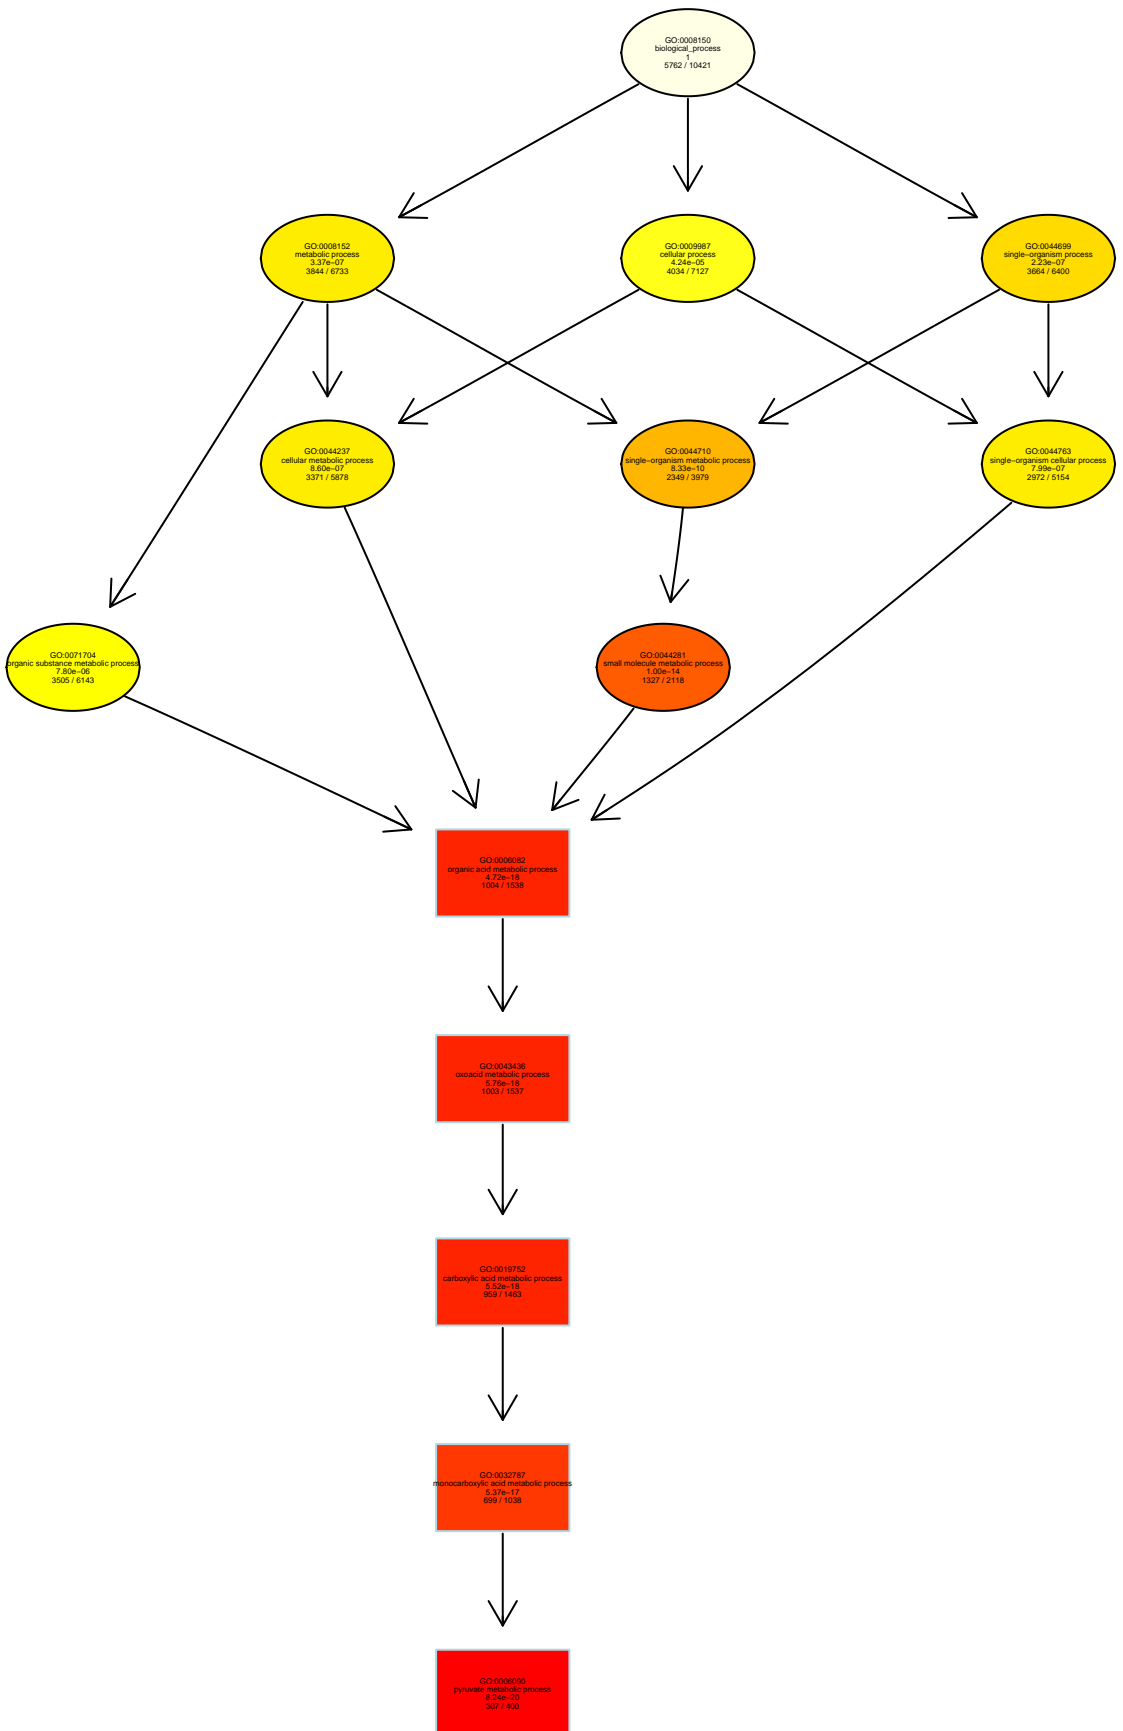 GO:0008150
biological_process
1
5762 / 10421
GO:0008152
metabolic process
3.37e−07
3844 / 6733
GO:0009987
cellular process
4.24e−05
4034 / 7127
GO:0044699
single−organism process
2.23e−07
3664 / 6400
GO:0044237
cellular metabolic process
8.60e−07
3371 / 5878
GO:0044710
single−organism metabolic process
8.33e−10
2349 / 3979
GO:0044763
single−organism cellular process
7.99e−07
2972 / 5154
GO:0071704
organic substance metabolic process
7.80e−06
3505 / 6143
GO:0044281
small molecule metabolic process
1.00e−14
1327 / 2118
GO:0006082
organic acid metabolic process
4.72e−18
1004 / 1538
GO:0043436
oxoacid metabolic process
5.76e−18
1003 / 1537
GO:0019752
carboxylic acid metabolic process
5.52e−18
959 / 1463
GO:0032787
monocarboxylic acid metabolic process
5.37e−17
699 / 1038
GO:0006090
pyruvate metabolic process
8.24e−20
307 / 400